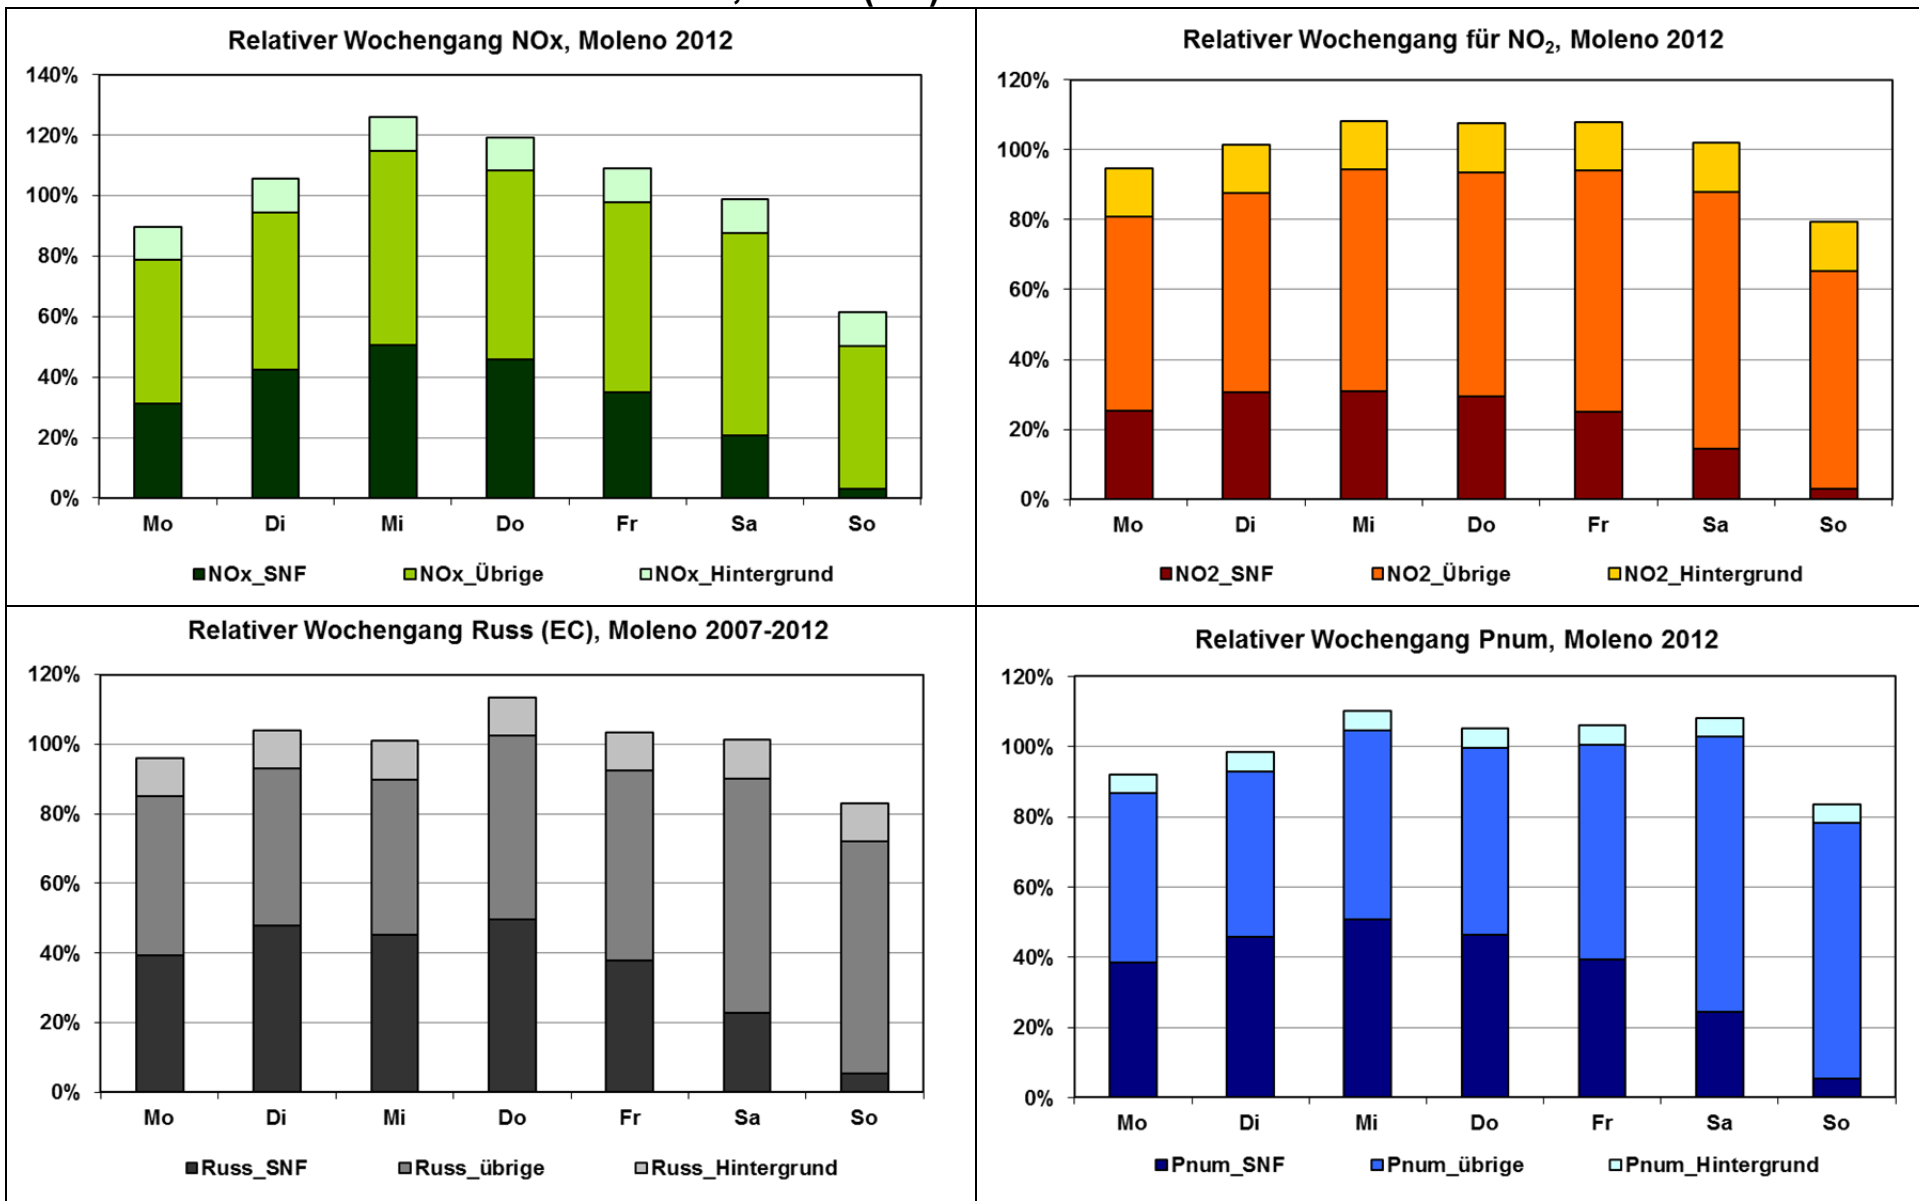 Relativer Wochengang NOx, Moleno 2012
140%
120%
100%
80%
60%
40%
20%
0%
Mo Di Mi Do Fr Sa So
NOx_SNF NOx_Übrige NOx_Hintergrund
Relativer Wochengang für NO₂, Moleno 2012
120%
100%
80%
60%
40%
20%
0%
Mo Di Mi Do Fr Sa So
NO2_SNF NO2_Übrige NO2_Hintergrund
Relativer Wochengang Russ (EC), Moleno 2007-2012
120%
100%
80%
60%
40%
20%
0%
Mo Di Mi Do Fr Sa So
Russ_SNF Russ_übrige Russ_Hintergrund
Relativer Wochengang Pnum, Moleno 2012
120%
100%
80%
60%
40%
20%
0%
Mo Di Mi Do Fr Sa So
Pnum_SNF Pnum_übrige Pnum_Hintergrund